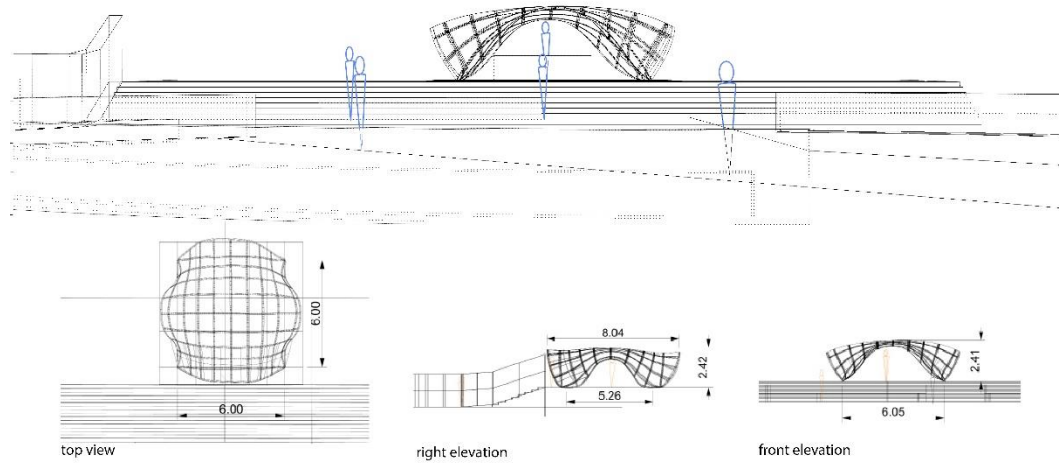 6.00
6.00
top view
8.04
2.42
5.26
right elevation
2.41
6.05
front elevation